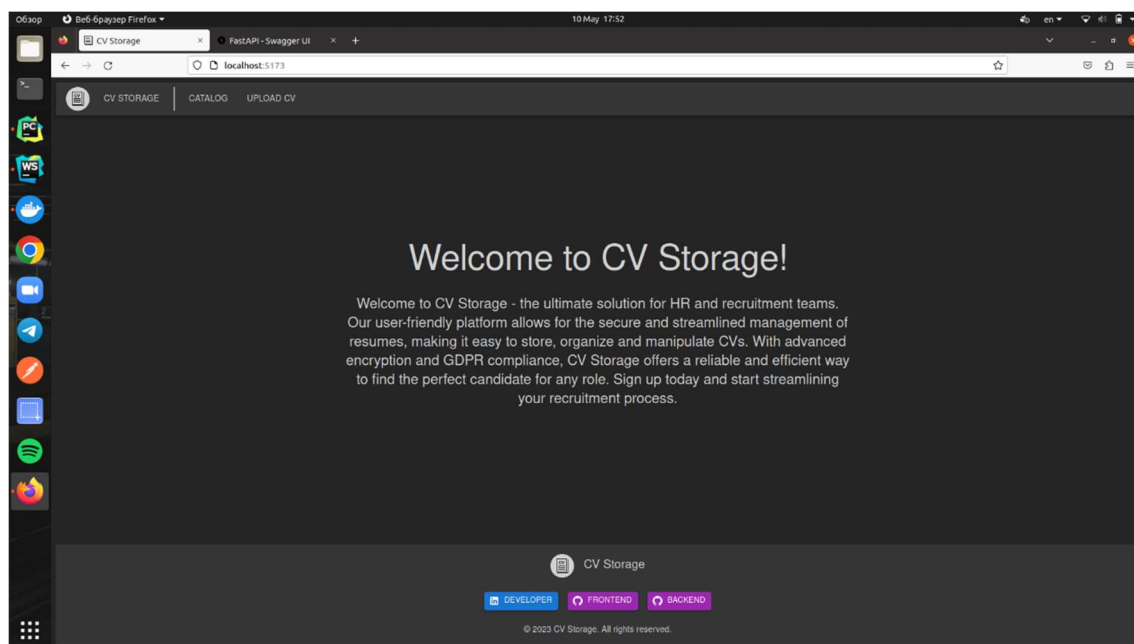 Обзор Веб-браузер Firefox 10 May 17:52 en
CV Storage FastAPI - Swagger UI
localhost:5173
CV STORAGE CATALOG UPLOAD CV
PC
WS
Welcome to CV Storage!
Welcome to CV Storage - the ultimate solution for HR and recruitment teams.
Our user-friendly platform allows for the secure and streamlined management of
resumes, making it easy to store, organize and manipulate CVs. With advanced
encryption and GDPR compliance, CV Storage offers a reliable and efficient way
to find the perfect candidate for any role. Sign up today and start streamlining
your recruitment process.
CV Storage
DEVELOPER FRONTEND BACKEND
© 2023 CV Storage. All rights reserved.